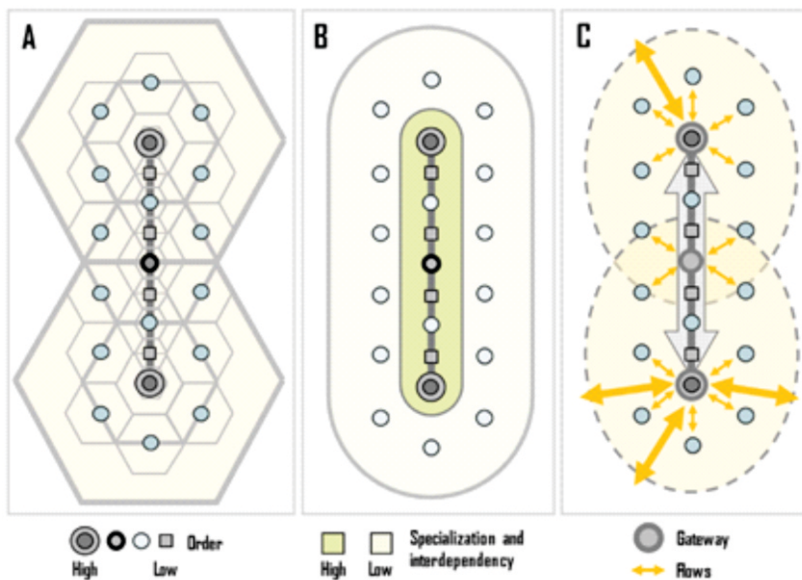 A
B
C
Order
High
Low
High
Low
Specialization and
interdependency
Gateway
Flows